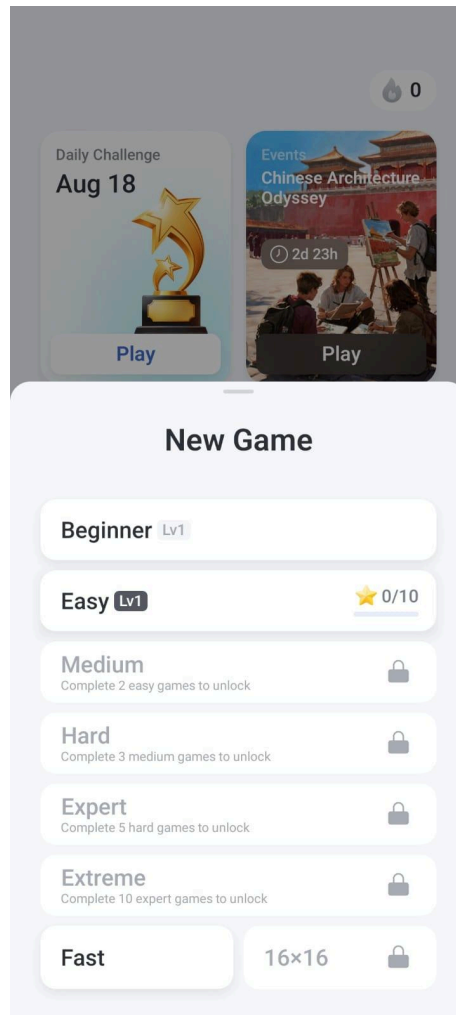 0
Daily Challenge
Aug 18
Play
Events
Chinese Architecture
Odyssey
2d 23h
Play
New Game
Beginner Lv1
Easy Lv1 0/10
Medium
Complete 2 easy games to unlock
Hard
Complete 3 medium games to unlock
Expert
Complete 5 hard games to unlock
Extreme
Complete 10 expert games to unlock
Fast
16×16